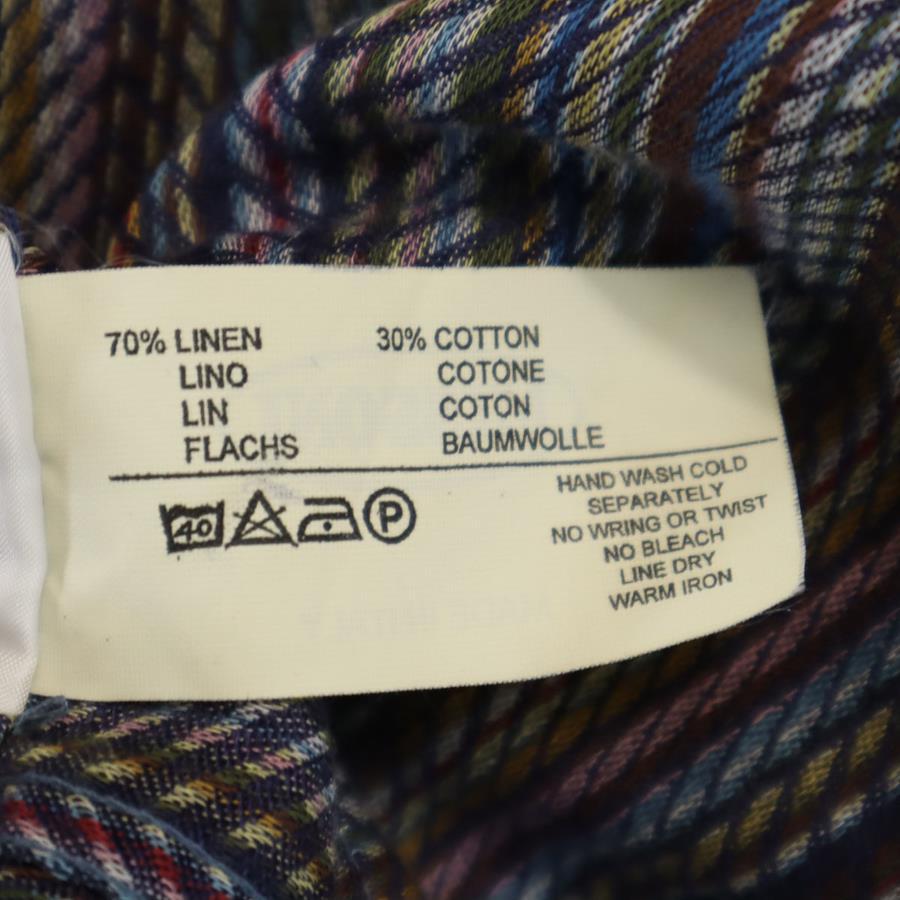 70% LINEN 30% COTTON
LINO COTONE
LIN COTON
FLACHS BAUMWOLLE
40 P
HAND WASH COLD
SEPARATELY
NO WRING OR TWIST
NO BLEACH
LINE DRY
WARM IRON